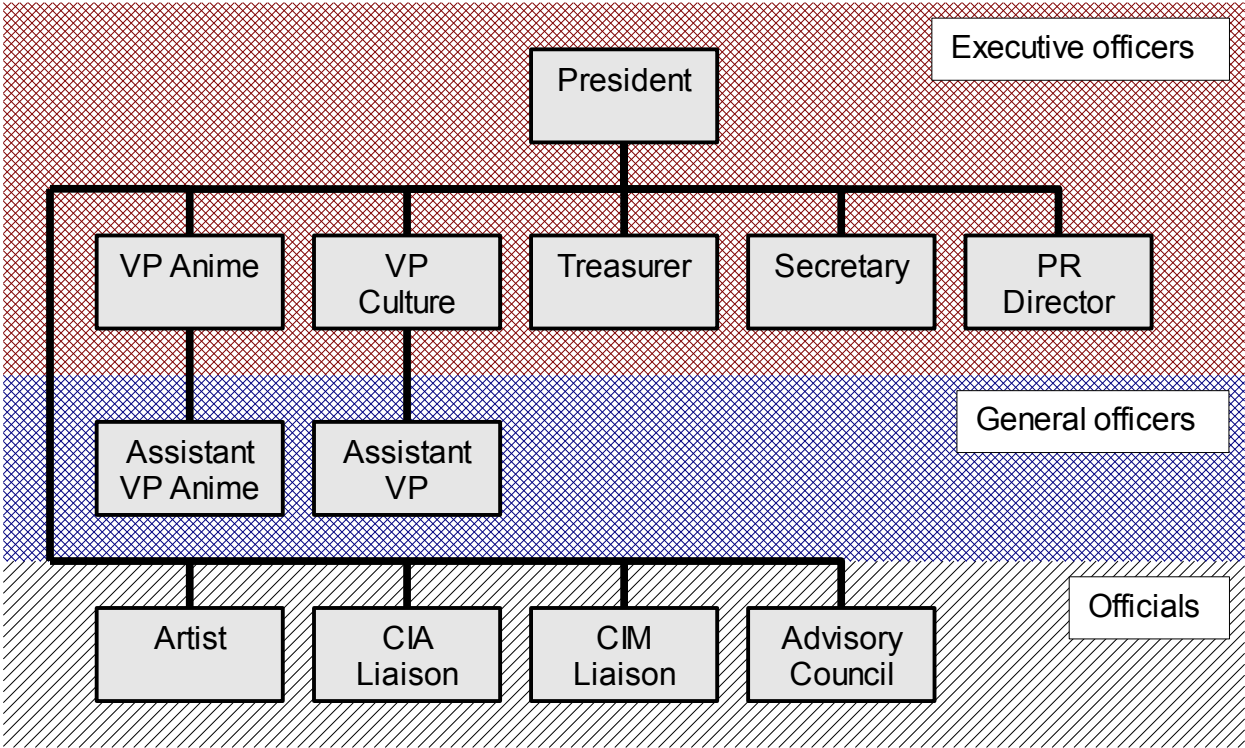 Executive officers
President
VP Anime
VP
Culture
Treasurer
Secretary
PR
Director
General officers
Assistant
VP Anime
Assistant
VP
Officials
Artist
CIA
Liaison
CIM
Liaison
Advisory
Council